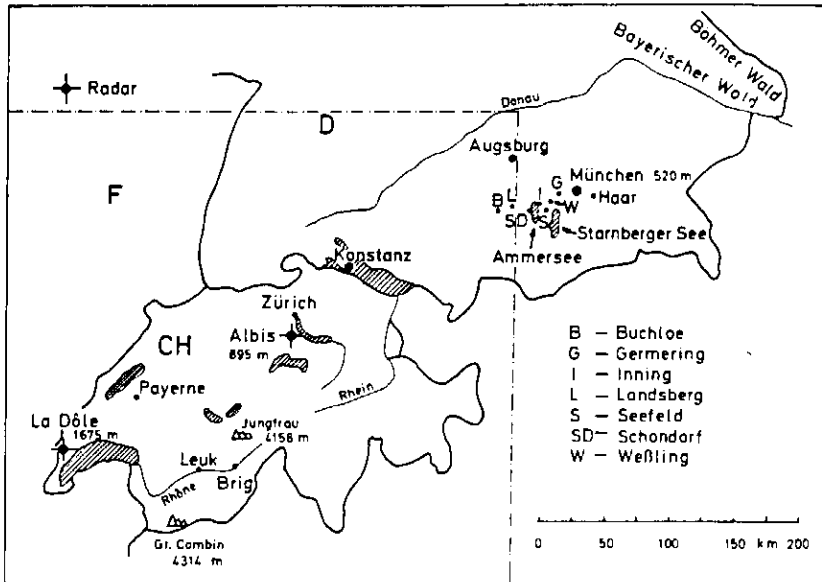 Radar
F
D
Donau
Bayerischer Wald
Böhmer Wald
Augsburg
München 520 m
G
Haar
B
L
W
SD
S
I
Starnberger See
Ammersee
Konstanz
Zürich
Albis
895 m
CH
Payerne
Rhein
La Dôle
1675 m
Jungfrau
4158 m
Leuk
Brig
Rhône
Gr. Combin
4314 m
B – Buchloe
G – Germering
I – Inning
L – Landsberg
S – Seefeld
SD – Schondorf
W – Weßling
0 50 100 150 km 200